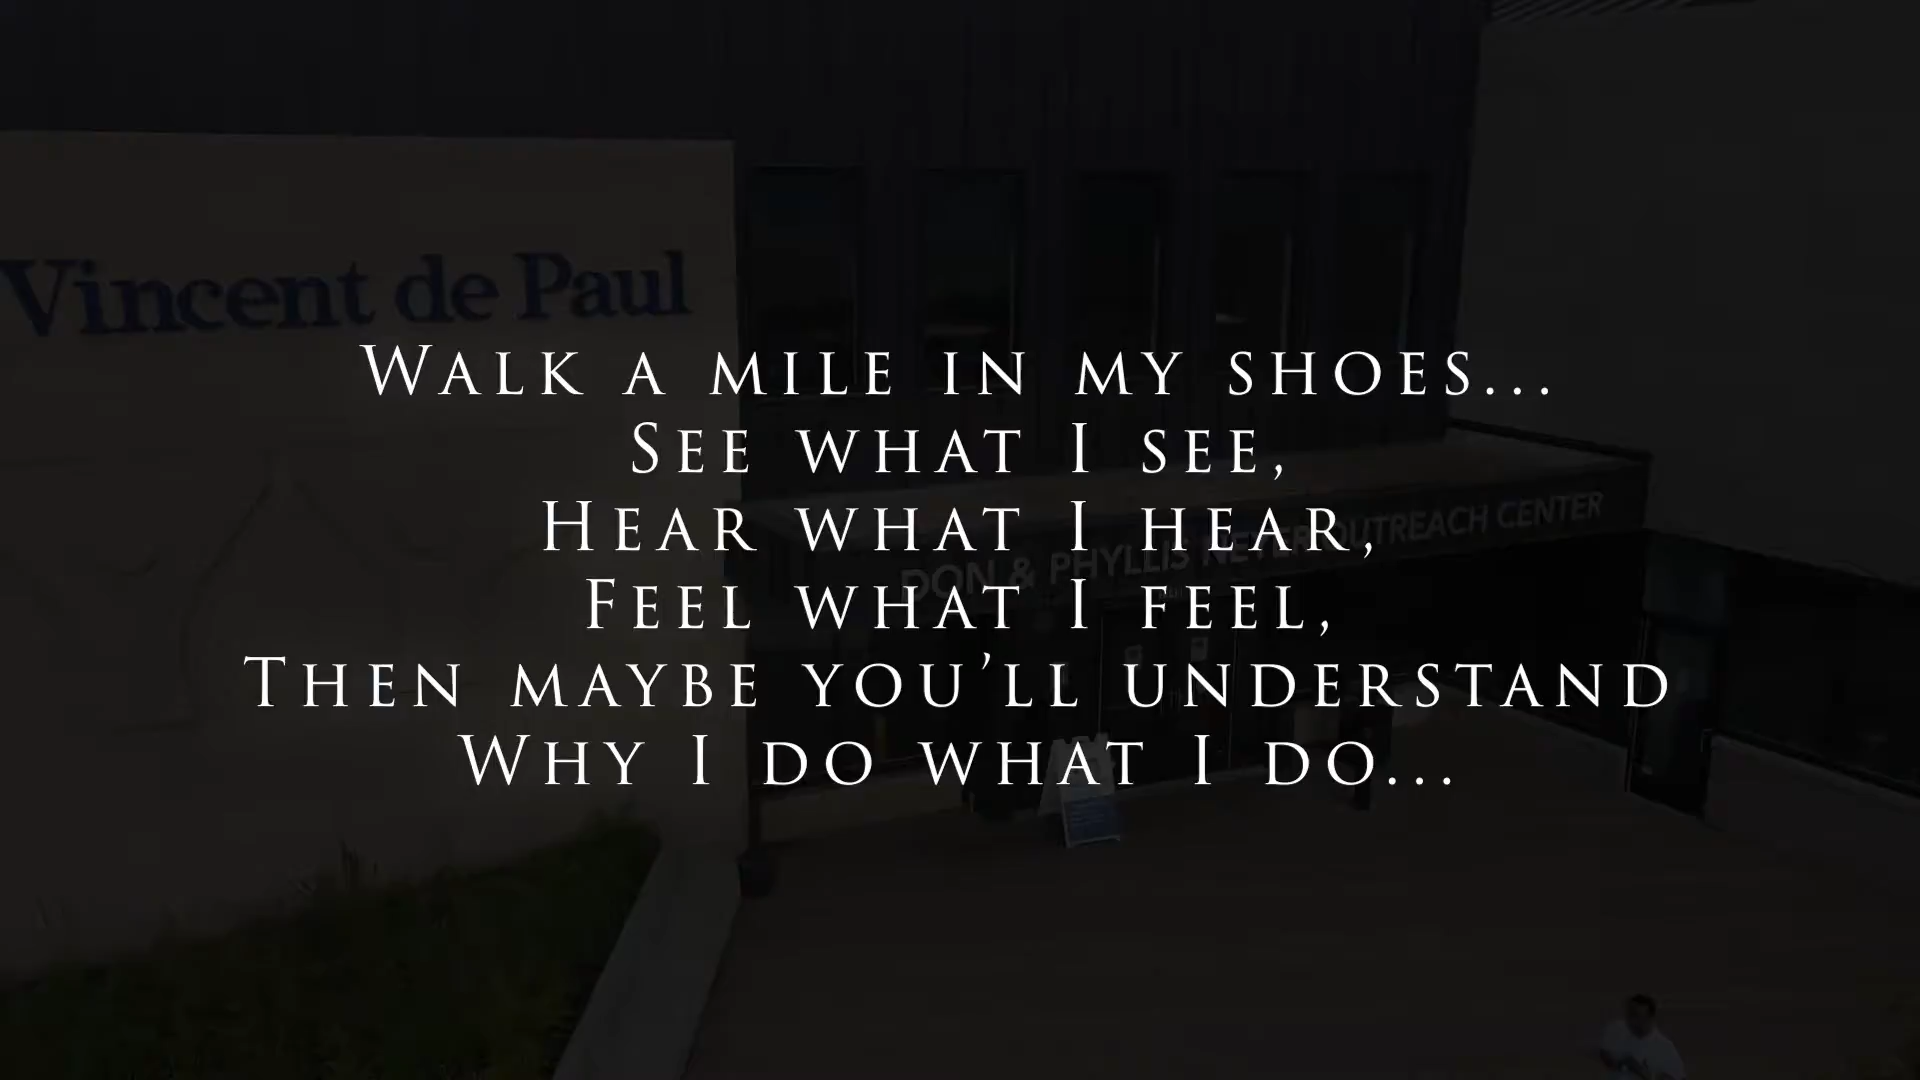 Vincent de Paul
WALK A MILE IN MY SHOES...
SEE WHAT I SEE,
HEAR WHAT I HEAR,
FEEL WHAT I FEEL,
THEN MAYBE YOU'LL UNDERSTAND
WHY I DO WHAT I DO...
DON & PHYLLIS NEYER OUTREACH CENTER